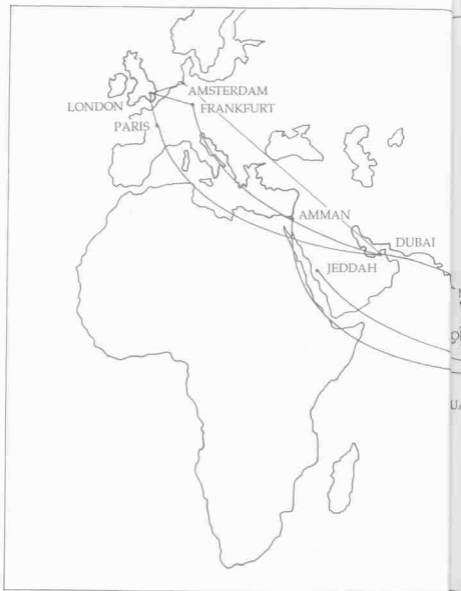 AMSTERDAM
LONDON
FRANKFURT
PARIS
AMMAN
DUBAI
JEDDAH